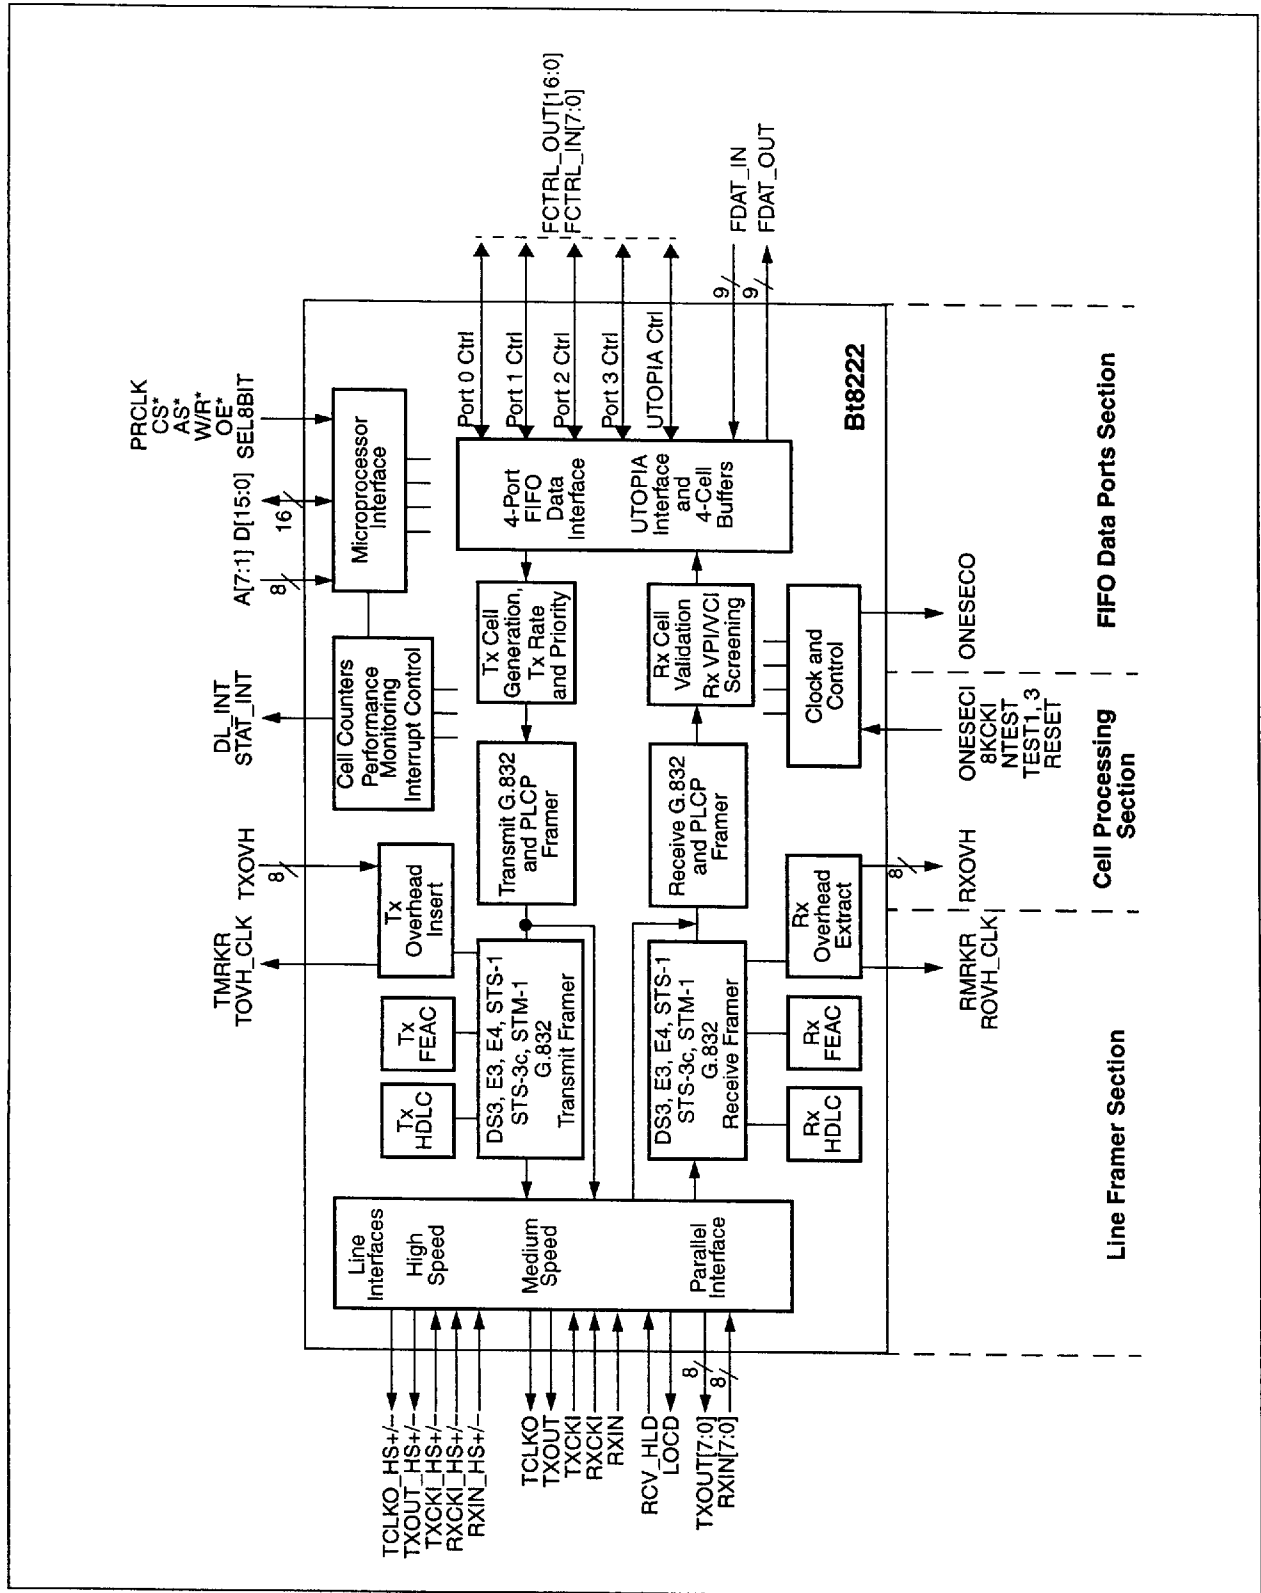 TMRKR
TOVH_CLK
TXOVH
8
DL_INT
STAT_INT
A[7:1]
8
D[15:0]
16
PRCLK
CS*
AS*
W/R*
OE*
SEL8BIT
Tx
HDLC
Tx
FEAC
Tx
Overhead
Insert
Cell Counters
Performance
Monitoring
Interrupt Control
Microprocessor
Interface
TCLKO_HS+/–
TXOUT_HS+/–
TXCKI_HS+/–
RXCKI_HS+/–
RXIN_HS+/–
TCLKO
TXOUT
TXCKI
RXCKI
RXIN
RCV_HLD
LOCD
TXOUT[7:0]
8
RXIN[7:0]
8
Line
Interfaces
High
Speed
Medium
Speed
Parallel
Interface
DS3, E3, E4, STS-1
STS-3c, STM-1
G.832
Transmit Framer
Transmit G.832
and PLCP
Framer
Tx Cell
Generation,
Tx Rate
and Priority
4-Port
FIFO
Data
Interface
UTOPIA
Interface
and
4-Cell
Buffers
Port 0 Ctrl
Port 1 Ctrl
Port 2 Ctrl
Port 3 Ctrl
UTOPIA Ctrl
FCTRL_OUT[16:0]
FCTRL_IN[7:0]
9
FDAT_IN
9
FDAT_OUT
DS3, E3, E4, STS-1
STS-3c, STM-1
G.832
Receive Framer
Receive G.832
and PLCP
Framer
Rx Cell
Validation
Rx VPI/VCI
Screening
Rx
HDLC
Rx
FEAC
Rx
Overhead
Extract
Clock and
Control
Bt8222
RMRKR
ROVH_CLK
8
RXOVH
ONESECI
8KCKI
NTEST
TEST1, 3
RESET
ONESECO
Line Framer Section
Cell Processing
Section
FIFO Data Ports Section